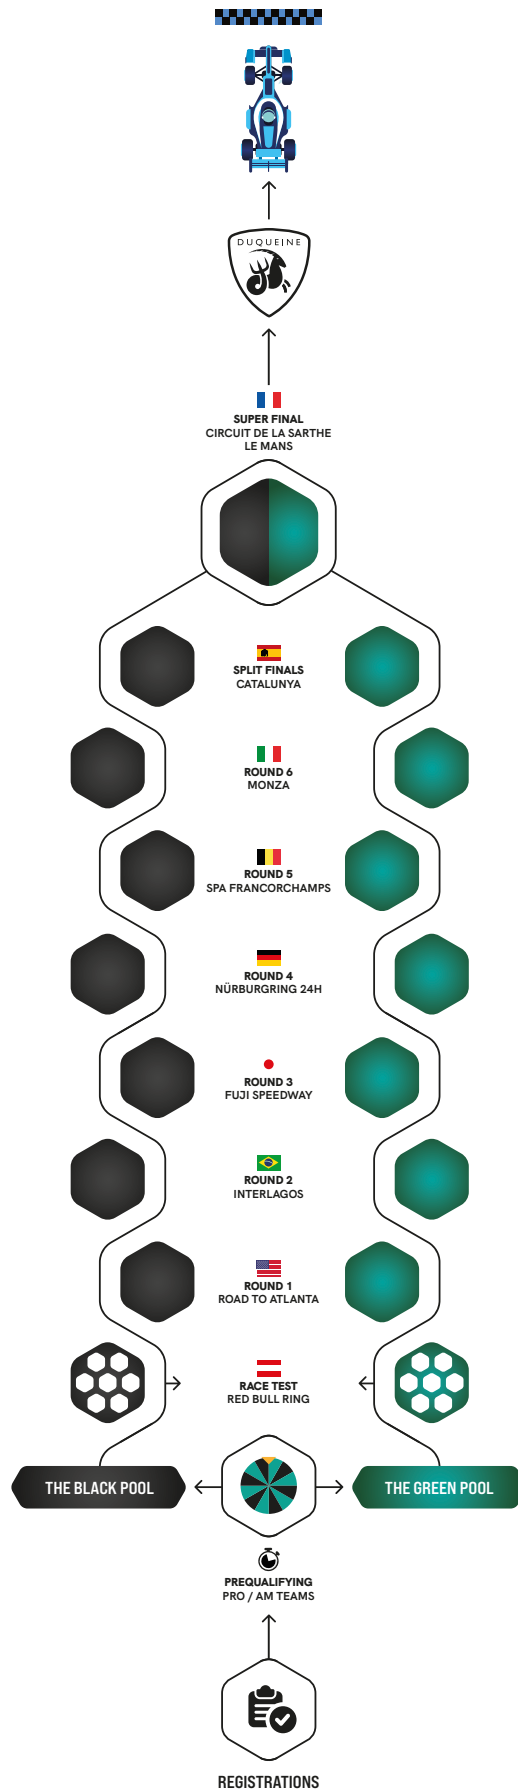 DUQUEINE
SUPER FINAL
CIRCUIT DE LA SARTHE
LE MANS
SPLIT FINALS
CATALUNYA
ROUND 6
MONZA
ROUND 5
SPA FRANCORCHAMPS
ROUND 4
NÜRBURGRING 24H
ROUND 3
FUJI SPEEDWAY
ROUND 2
INTERLAGOS
ROUND 1
ROAD TO ATLANTA
RACE TEST
RED BULL RING
THE BLACK POOL
THE GREEN POOL
PREQUALIFYING
PRO / AM TEAMS
REGISTRATIONS